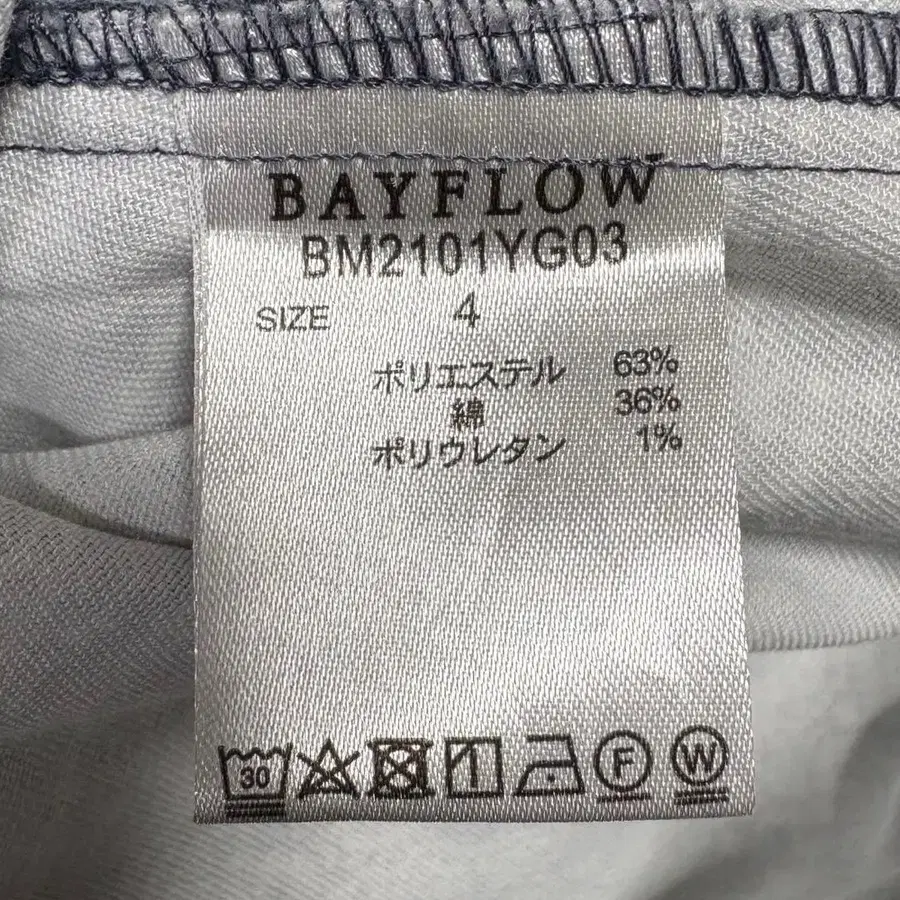 BAYFLOW
BM2101YG03
SIZE 4
ポリエステル 63%
綿 36%
ポリウレタン 1%
30 F W